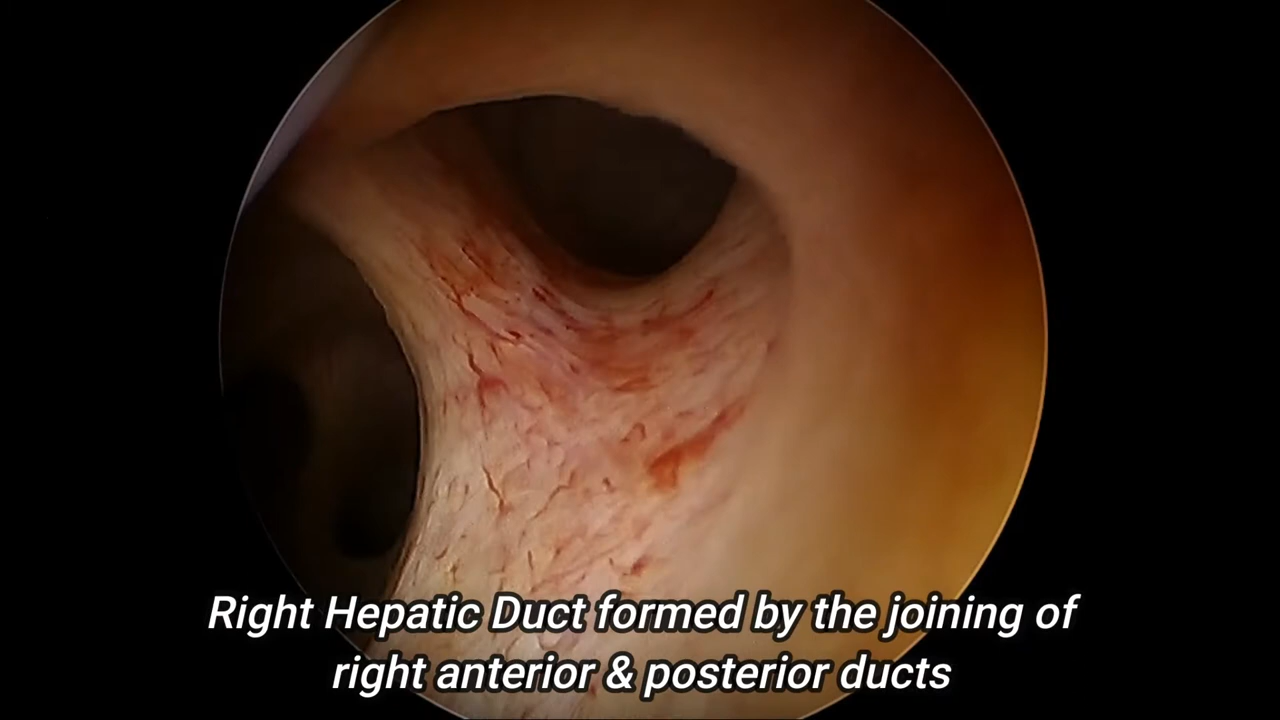 Right Hepatic Duct formed by the joining of
right anterior & posterior ducts